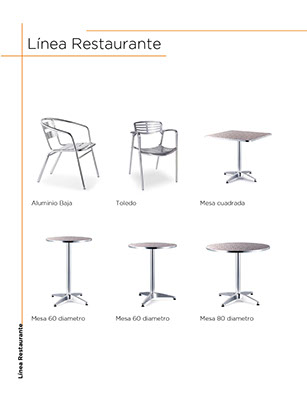 Línea Restaurante
Aluminio Baja
Toledo
Mesa cuadrada
Mesa 60 diametro
Mesa 60 diametro
Mesa 80 diametro
Línea Restaurante